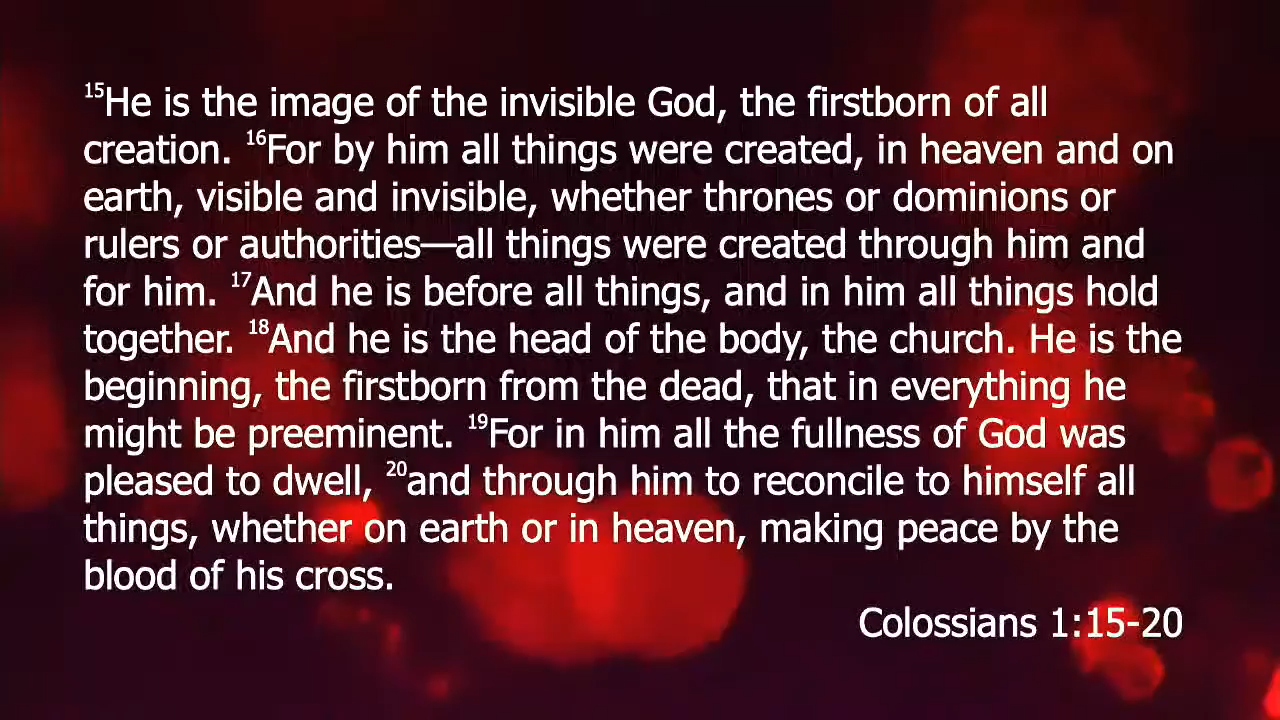 ¹⁵He is the image of the invisible God, the firstborn of all
creation. ¹⁶For by him all things were created, in heaven and on
earth, visible and invisible, whether thrones or dominions or
rulers or authorities—all things were created through him and
for him. ¹⁷And he is before all things, and in him all things hold
together. ¹⁸And he is the head of the body, the church. He is the
beginning, the firstborn from the dead, that in everything he
might be preeminent. ¹⁹For in him all the fullness of God was
pleased to dwell, ²⁰and through him to reconcile to himself all
things, whether on earth or in heaven, making peace by the
blood of his cross.
Colossians 1:15-20